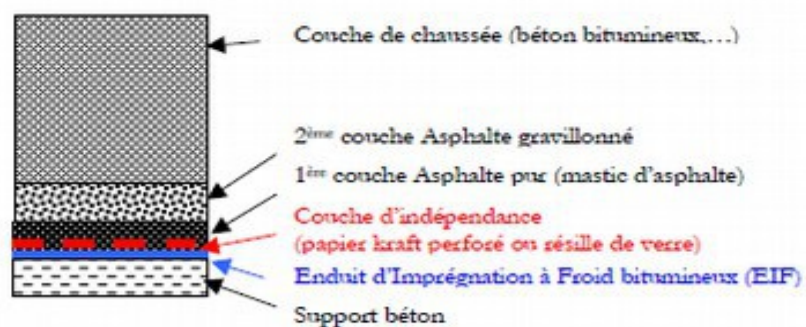 Couche de chaussée (béton bitumineux,…)
2ème couche Asphalte gravillonné
1ère couche Asphalte pur (mastic d'asphalte)
Couche d'indépendance
(papier kraft perforé ou résille de verre)
Enduit d'Imprégnation à Froid bitumineux (EIF)
Support béton